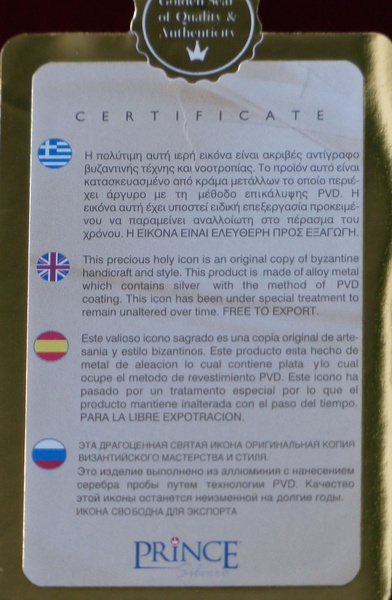 Golden Seal
of Quality &
Authenticity
CERTIFICATE
Η πολύτιμη αυτή ιερή εικόνα είναι ακριβές αντίγραφο
βυζαντινής τέχνης και νοοτροπίας. Το προϊόν αυτό είναι
κατασκευασμένο από κράμα μετάλλων το οποίο περιέ-
χει άργυρο με τη μέθοδο επικάλυψης PVD. Η
εικόνα αυτή έχει υποστεί ειδική επεξεργασία προκειμέ-
νου να παραμείνει αναλλοίωτη στο πέρασμα του
χρόνου. Η ΕΙΚΟΝΑ ΕΙΝΑΙ ΕΛΕΥΘΕΡΗ ΠΡΟΣ ΕΞΑΓΩΓΗ.
This precious holy icon is an original copy of byzantine
handicraft and style. This product is made of alloy metal
which contains silver with the method of PVD
coating. This icon has been under special treatment to
remain unaltered over time. FREE TO EXPORT.
Este valioso icono sagrado es una copia original de arte-
sania y estilo bizantinos. Este producto esta hecho de
metal de aleacion lo cual contiene plata ylo cual
ocupe el metodo de revestimiento PVD. Este icono ha
pasado por un tratamiento especial por lo que el
producto mantiene inalterada con el paso del tiempo.
PARA LA LIBRE EXPOTRACION.
ЭТА ДРАГОЦЕННАЯ СВЯТАЯ ИКОНА ОРИГИНАЛЬНАЯ КОПИЯ
ВИЗАНТИЙСКОГО МАСТЕРСТВА И СТИЛЯ.
Это изделие выполнено из аллюминия с нанесением
серебра пробы путем технологии PVD. Качество
этой иконы останется неизменной на долгие годы.
ИКОНА СВОБОДНА ДЛЯ ЭКСПОРТА
PRINCE
Silvero